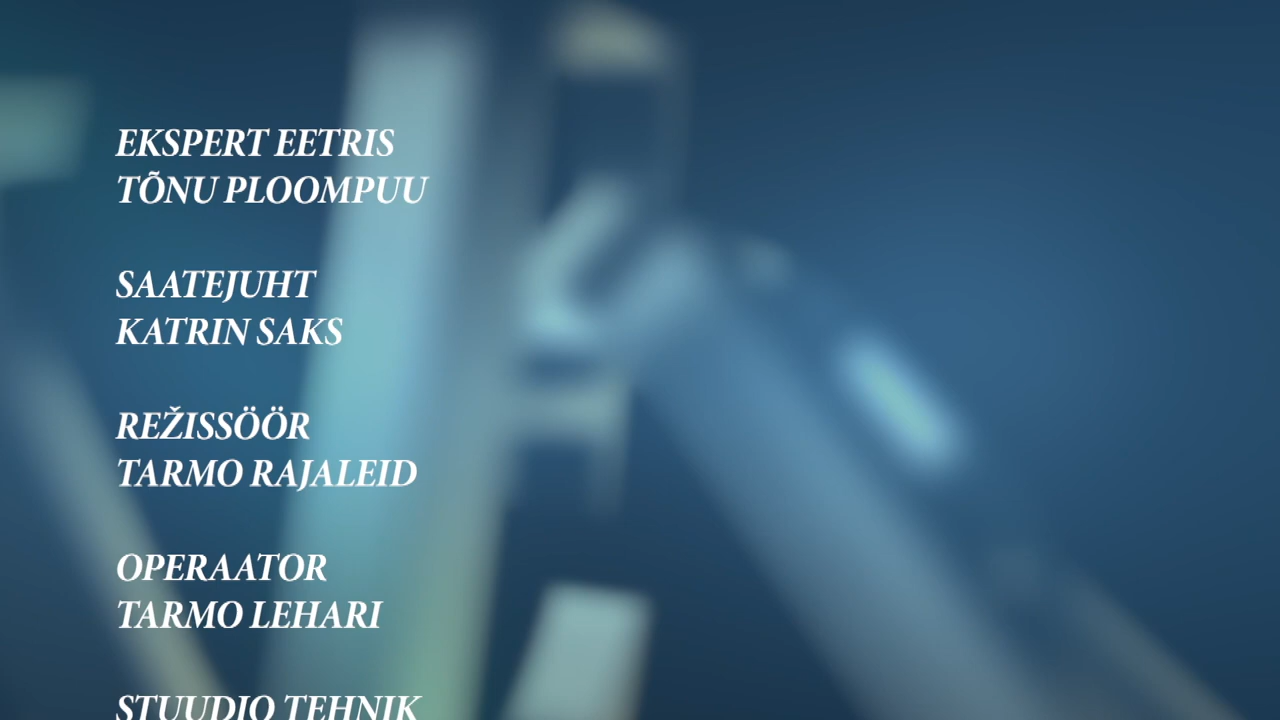 EKSPERT EETRIS
TÕNU PLOOMPUU
SAATEJUHT
KATRIN SAKS
REŽISSÖÖR
TARMO RAJALEID
OPERAATOR
TARMO LEHARI
STUUDIO TEHNIK